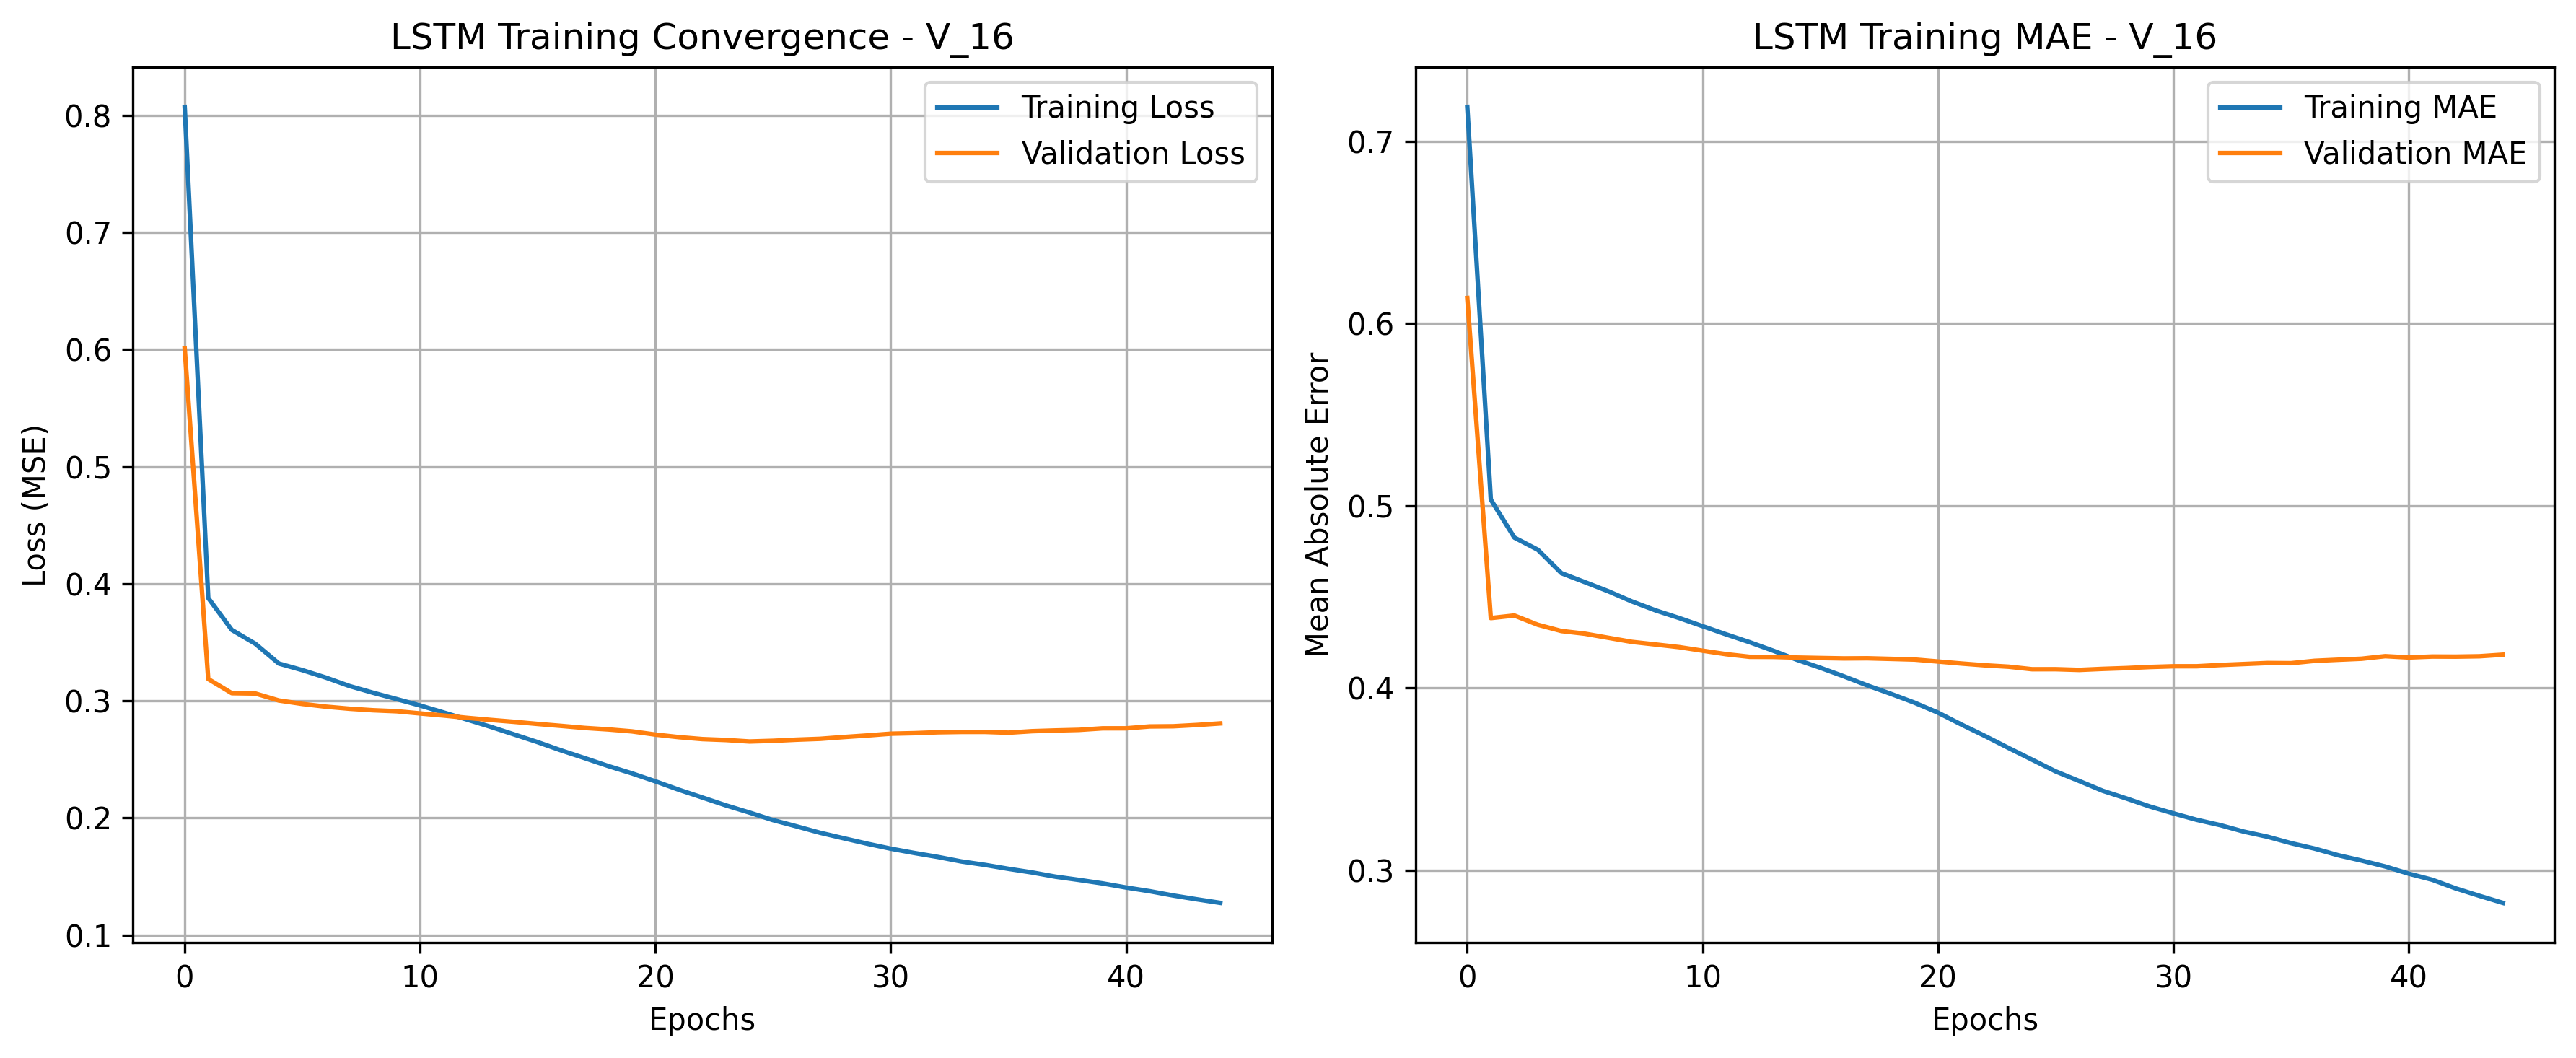 LSTM Training Convergence - V_16
Training Loss
Validation Loss
Loss (MSE)
0.8
0.7
0.6
0.5
0.4
0.3
0.2
0.1
0 10 20 30 40
Epochs
LSTM Training MAE - V_16
Training MAE
Validation MAE
Mean Absolute Error
0.7
0.6
0.5
0.4
0.3
0 10 20 30 40
Epochs